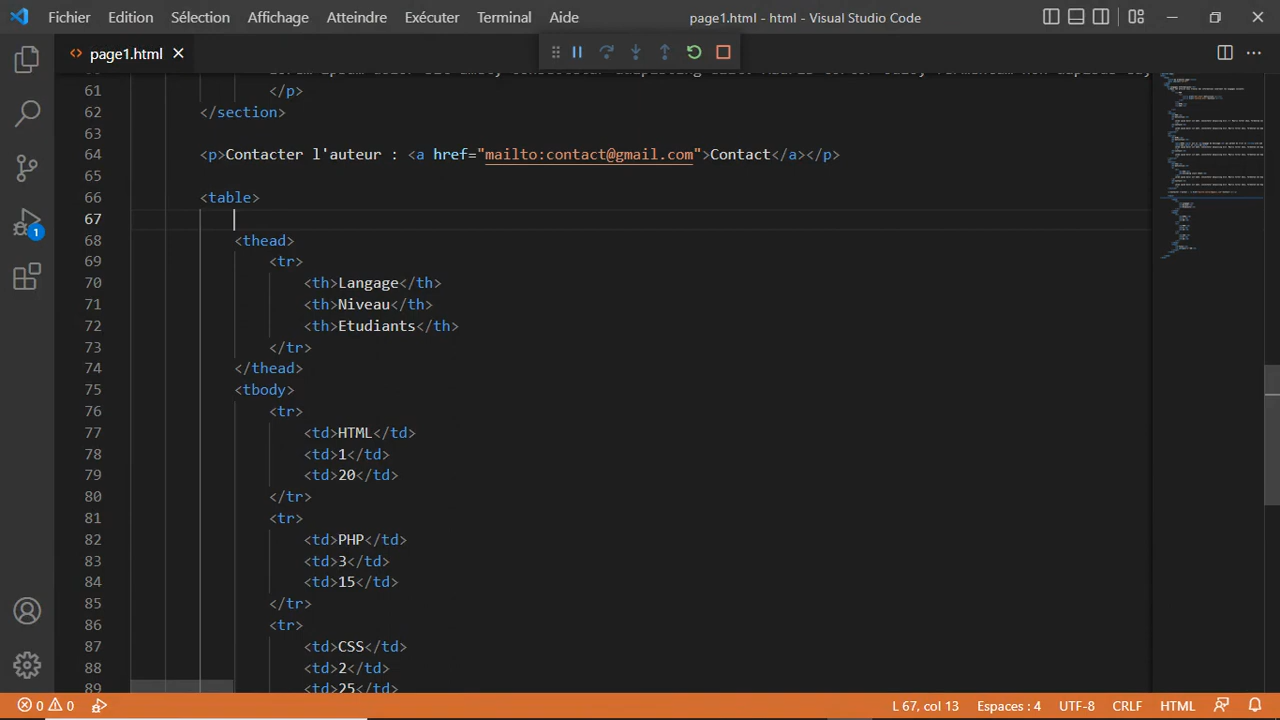 Fichier Edition Sélection Affichage Atteindre Exécuter Terminal Aide page1.html - html - Visual Studio Code
<> page1.html
61 </p>
62 </section>
63
64 <p>Contacter l'auteur : <a href="mailto:contact@gmail.com">Contact</a></p>
65
66 <table>
67
68 <thead>
69 <tr>
70 <th>Langage</th>
71 <th>Niveau</th>
72 <th>Etudiants</th>
73 </tr>
74 </thead>
75 <tbody>
76 <tr>
77 <td>HTML</td>
78 <td>1</td>
79 <td>20</td>
80 </tr>
81 <tr>
82 <td>PHP</td>
83 <td>3</td>
84 <td>15</td>
85 </tr>
86 <tr>
87 <td>CSS</td>
88 <td>2</td>
89 <td>25</td>
1
0 0 L 67, col 13 Espaces : 4 UTF-8 CRLF HTML